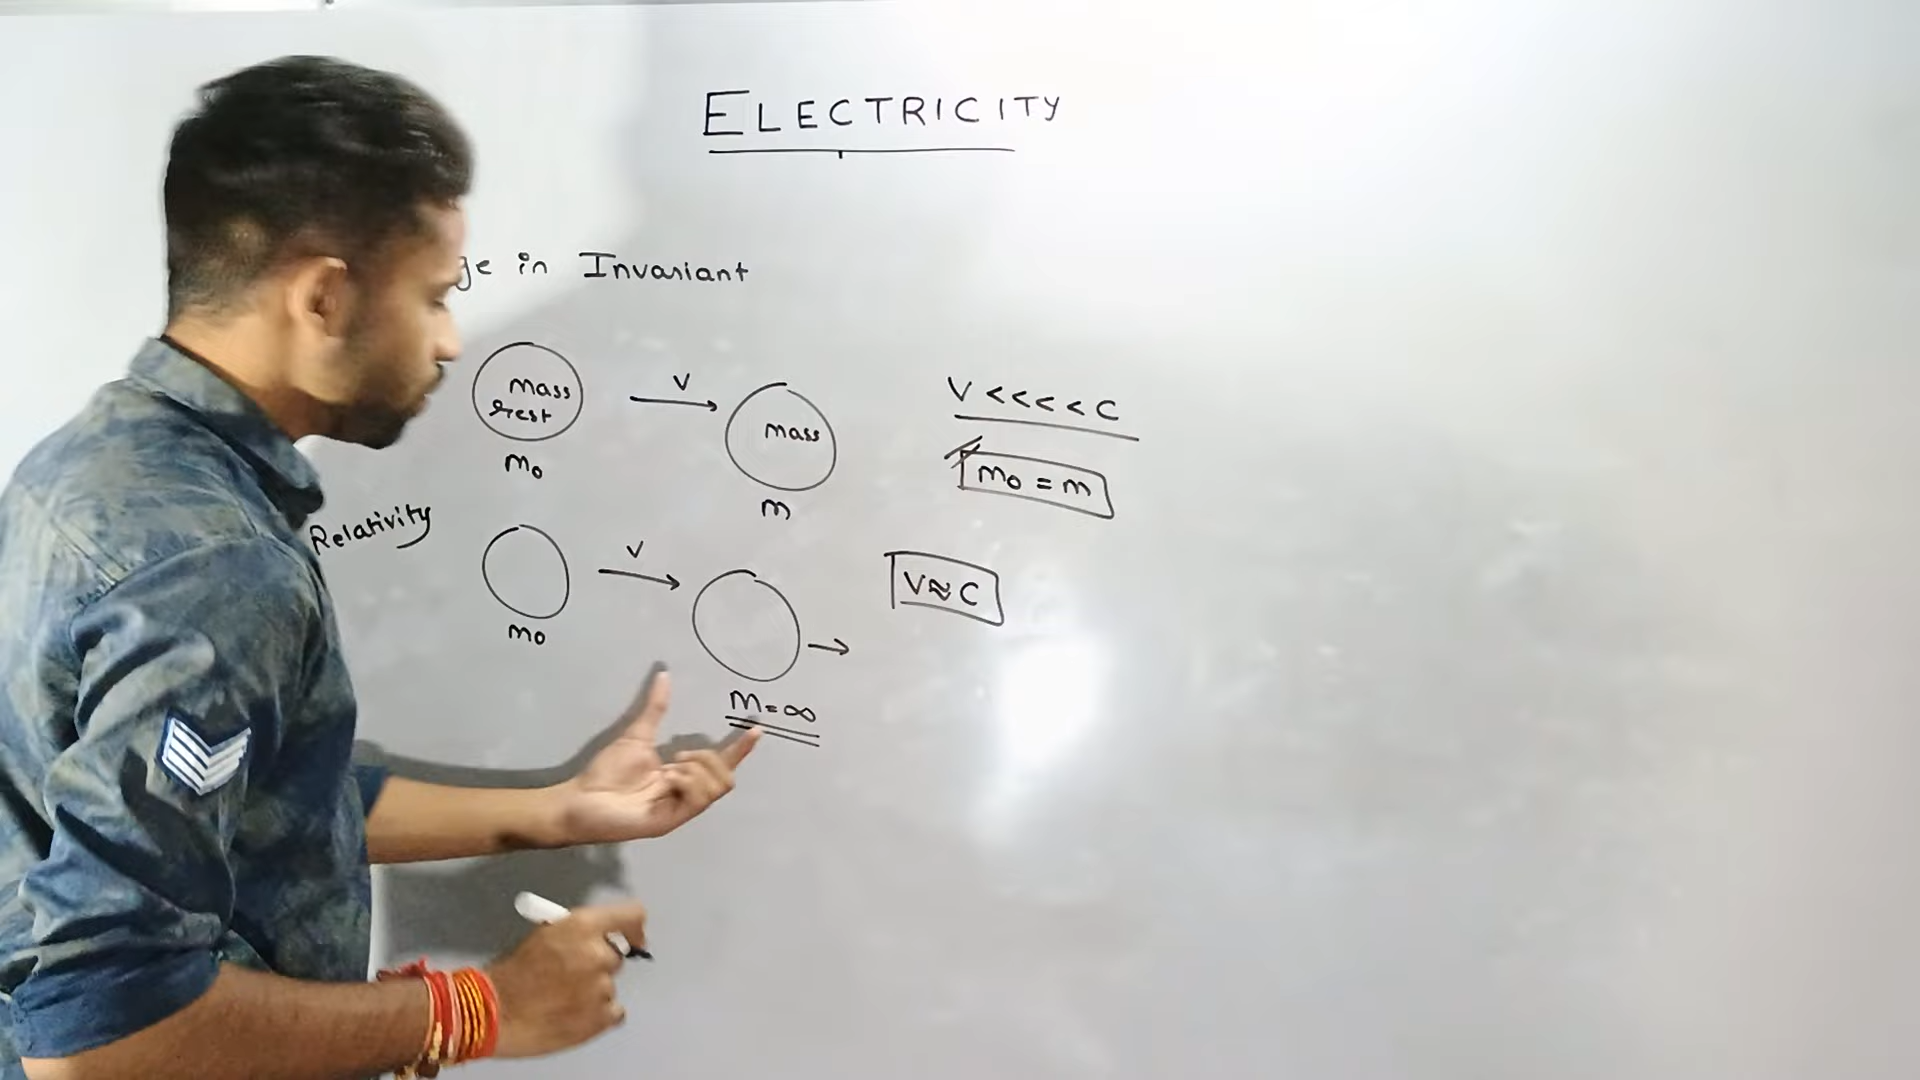 ELECTRICITY
ge in Invariant
mass
rest
V
mass
V <<<< C
m₀
m
m₀ = m
Relativity
V
V ≈ C
m₀
M = ∞